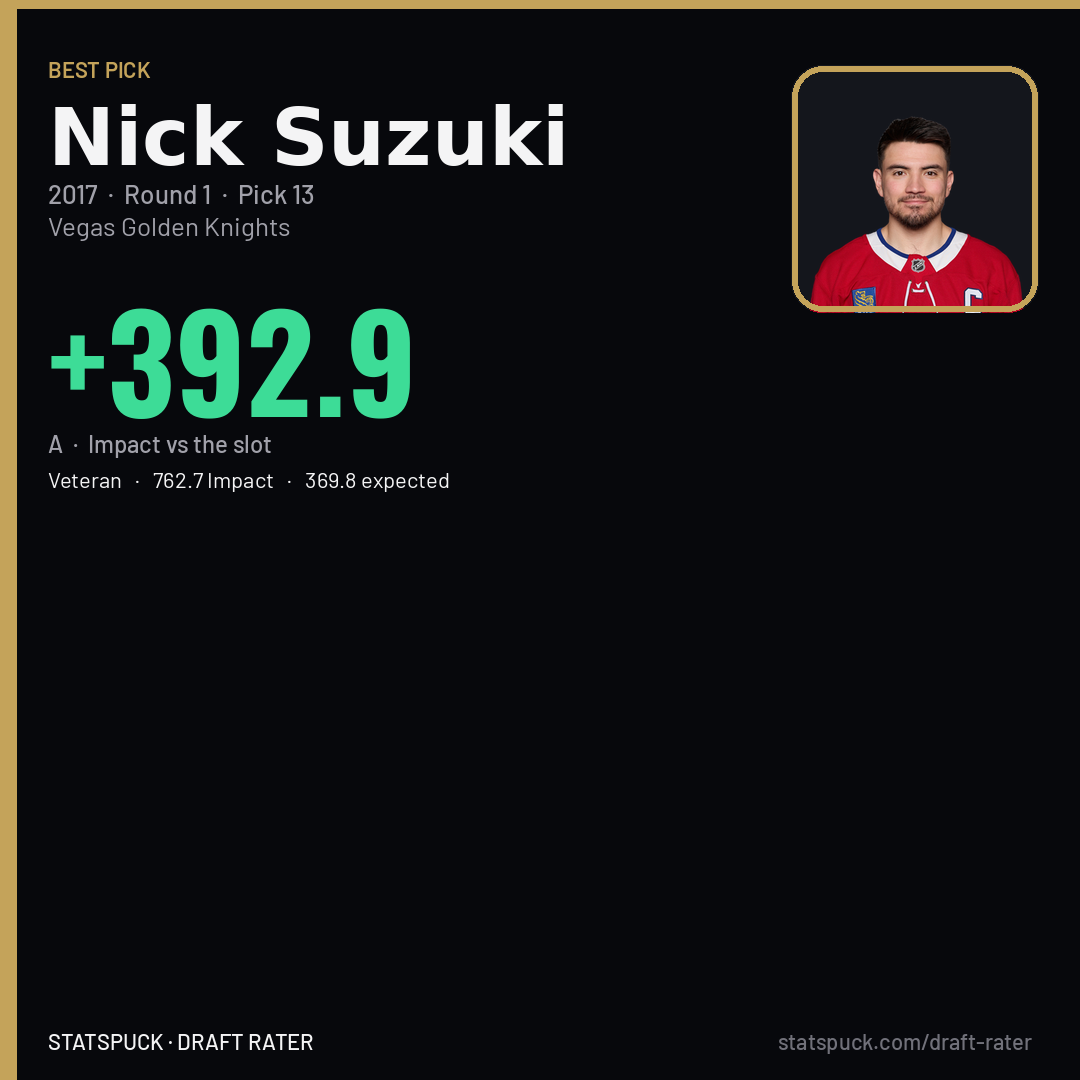 BEST PICK
Nick Suzuki
2017 · Round 1 · Pick 13
Vegas Golden Knights
+392.9
A · Impact vs the slot
Veteran · 762.7 Impact · 369.8 expected
C
STATSPUCK · DRAFT RATER
statspuck.com/draft-rater